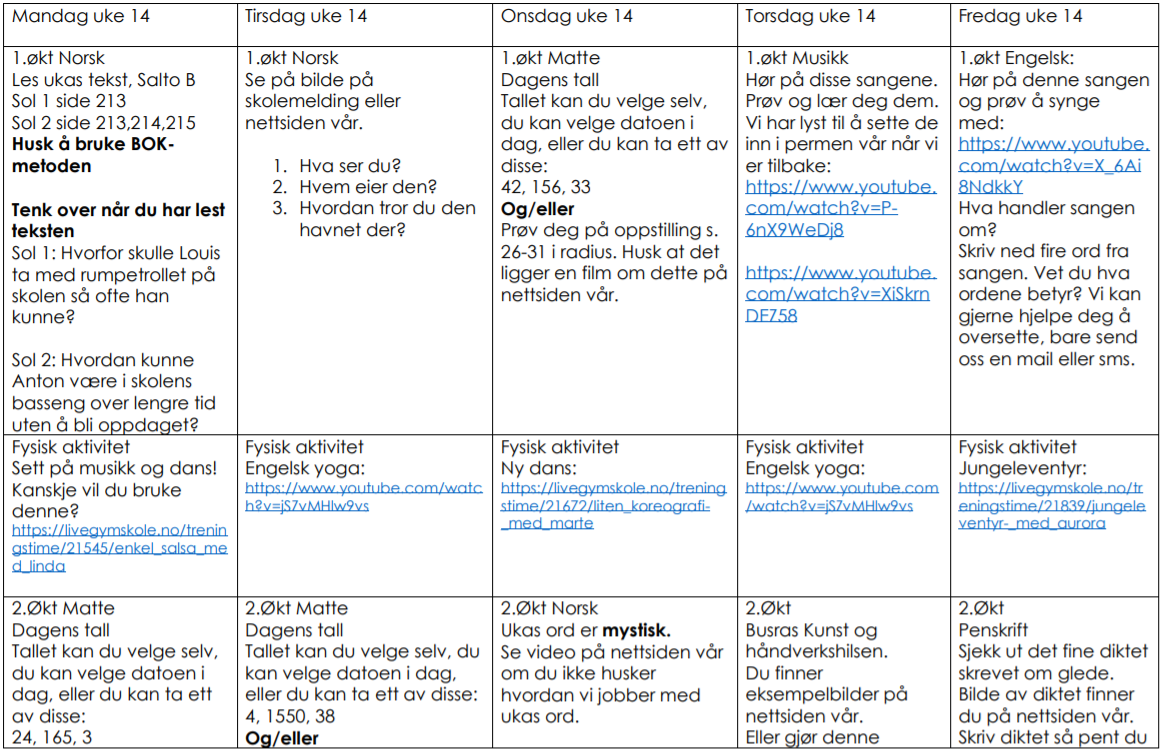 Mandag uke 14
Tirsdag uke 14
Onsdag uke 14
Torsdag uke 14
Fredag uke 14
1.økt Norsk
Les ukas tekst, Salto B
Sol 1 side 213
Sol 2 side 213,214,215
Husk å bruke BOK-
metoden
Tenk over når du har lest
teksten
Sol 1: Hvorfor skulle Louis
ta med rumpetrollet på
skolen så ofte han
kunne?
Sol 2: Hvordan kunne
Anton være i skolens
basseng over lengre tid
uten å bli oppdaget?
1.økt Norsk
Se på bilde på
skolemelding eller
nettsiden vår.
1. Hva ser du?
2. Hvem eier den?
3. Hvordan tror du den
havnet der?
1.økt Matte
Dagens tall
Tallet kan du velge selv,
du kan velge datoen i
dag, eller du kan ta ett av
disse:
42, 156, 33
Og/eller
Prøv deg på oppstilling s.
26-31 i radius. Husk at det
ligger en film om dette på
nettsiden vår.
1.økt Musikk
Hør på disse sangene.
Prøv og lær deg dem.
Vi har lyst til å sette de
inn i permen vår når vi
er tilbake:
https://www.youtube.
com/watch?v=P-
6nX9WeDj8
https://www.youtube.
com/watch?v=XiSkrn
DFZ58
1.økt Engelsk:
Hør på denne sangen
og prøv å synge
med:
https://www.youtube.
com/watch?v=X_6Ai
8NdkkY
Hva handler sangen
om?
Skriv ned fire ord fra
sangen. Vet du hva
ordene betyr? Vi kan
gjerne hjelpe deg å
oversette, bare send
oss en mail eller sms.
Fysisk aktivitet
Sett på musikk og dans!
Kanskje vil du bruke
denne?
https://livegymskole.no/trenin
gstime/21545/enkel_salsa_me
d_linda
Fysisk aktivitet
Engelsk yoga:
https://www.youtube.com/watc
h?v=jS7vMHIw9vs
Fysisk aktivitet
Ny dans:
https://livegymskole.no/trening
stime/21672/liten_koreografi-
_med_marte
Fysisk aktivitet
Engelsk yoga:
https://www.youtube.com
/watch?v=jS7vMHIw9vs
Fysisk aktivitet
Jungeleventyr:
https://livegymskole.no/tr
eningstime/21839/jungele
ventyr-_med_aurora
2.Økt Matte
Dagens tall
Tallet kan du velge selv,
du kan velge datoen i
dag, eller du kan ta ett
av disse:
24, 165, 3
2.Økt Matte
Dagens tall
Tallet kan du velge selv, du
kan velge datoen i dag,
eller du kan ta ett av disse:
4, 1550, 38
Og/eller
2.Økt Norsk
Ukas ord er mystisk.
Se video på nettsiden vår
om du ikke husker
hvordan vi jobber med
ukas ord.
2.Økt
Busras Kunst og
håndverkshilsen.
Du finner
eksempelbilder på
nettsiden vår.
Eller gjør denne
2.Økt
Penskrift
Sjekk ut det fine diktet
skrevet om glede.
Bilde av diktet finner
du på nettsiden vår.
Skriv diktet så pent du